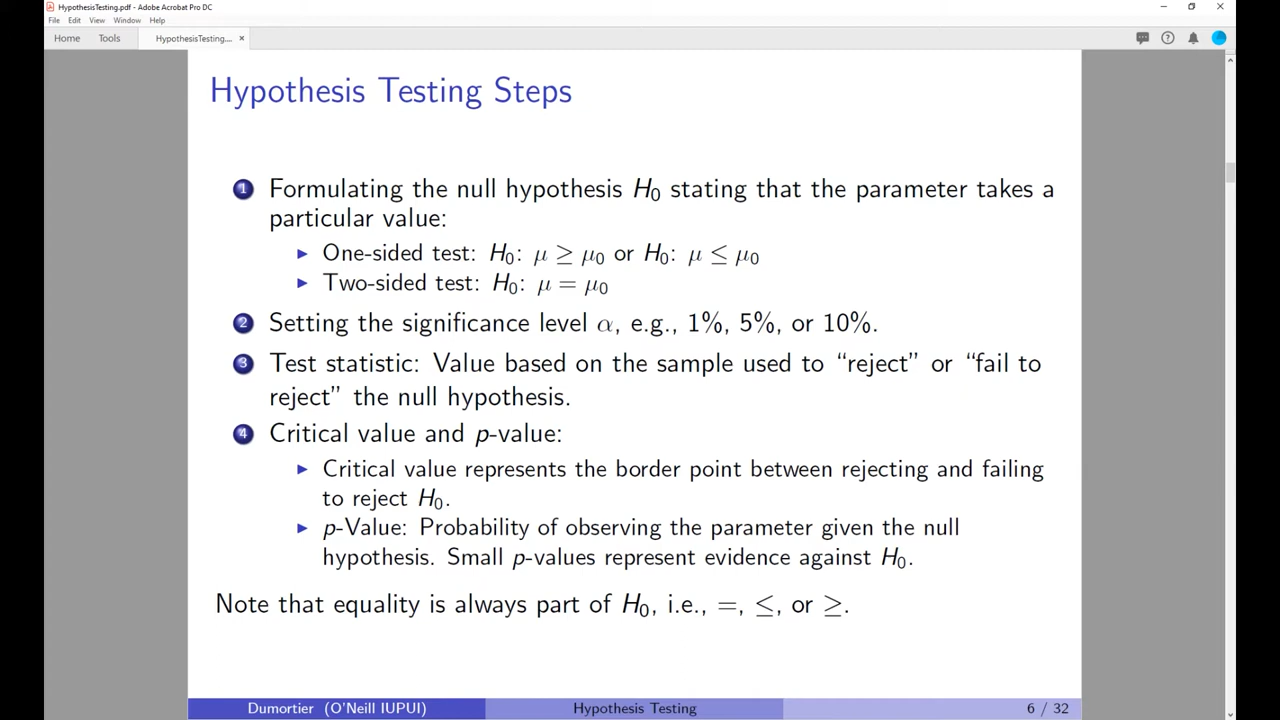 HypothesisTesting.pdf - Adobe Acrobat Pro DC
File Edit View Window Help
Home Tools HypothesisTesting.... ×
Hypothesis Testing Steps
1 Formulating the null hypothesis H₀ stating that the parameter takes a
particular value:
▶ One-sided test: H₀: μ ≥ μ₀ or H₀: μ ≤ μ₀
▶ Two-sided test: H₀: μ = μ₀
2 Setting the significance level α, e.g., 1%, 5%, or 10%.
3 Test statistic: Value based on the sample used to “reject” or “fail to
reject” the null hypothesis.
4 Critical value and p-value:
▶ Critical value represents the border point between rejecting and failing
to reject H₀.
▶ p-Value: Probability of observing the parameter given the null
hypothesis. Small p-values represent evidence against H₀.
Note that equality is always part of H₀, i.e., =, ≤, or ≥.
Dumortier (O'Neill IUPUI) Hypothesis Testing 6 / 32